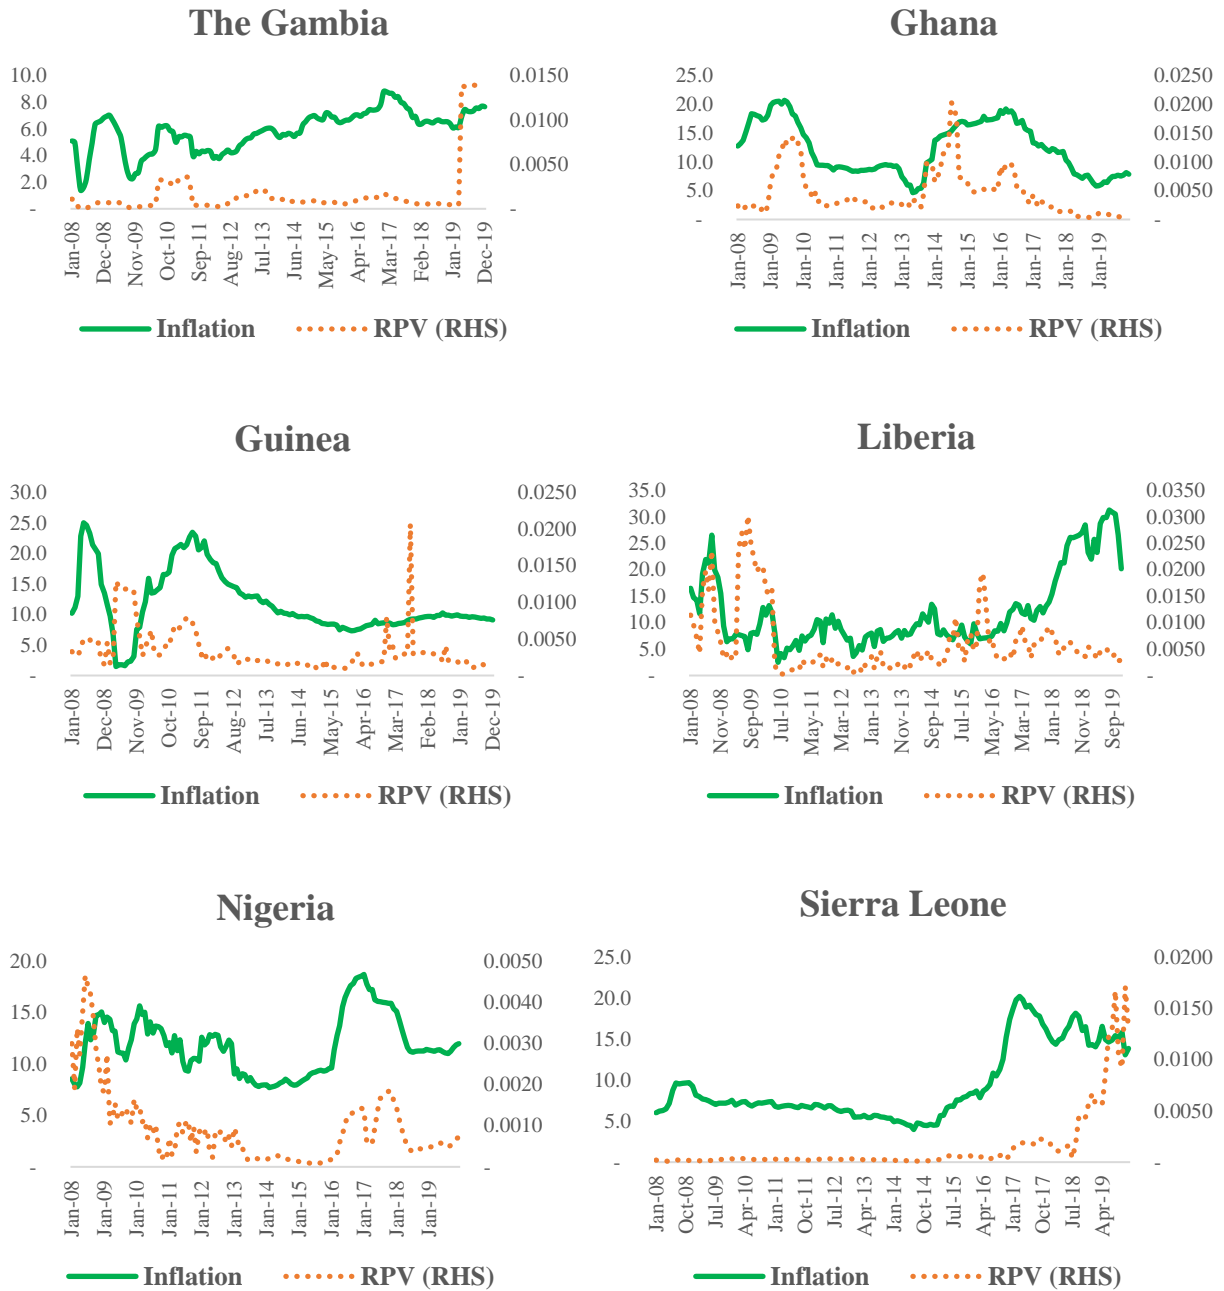 The Gambia
10.0
8.0
6.0
4.0
2.0
-
0.0150
0.0100
0.0050
-
Jan-08
Dec-08
Nov-09
Oct-10
Sep-11
Aug-12
Jul-13
Jun-14
May-15
Apr-16
Mar-17
Feb-18
Jan-19
Dec-19
Inflation RPV (RHS)
Ghana
25.0
20.0
15.0
10.0
5.0
-
0.0250
0.0200
0.0150
0.0100
0.0050
-
Jan-08
Jan-09
Jan-10
Jan-11
Jan-12
Jan-13
Jan-14
Jan-15
Jan-16
Jan-17
Jan-18
Jan-19
Inflation RPV (RHS)
Guinea
30.0
25.0
20.0
15.0
10.0
5.0
-
0.0250
0.0200
0.0150
0.0100
0.0050
-
Jan-08
Dec-08
Nov-09
Oct-10
Sep-11
Aug-12
Jul-13
Jun-14
May-15
Apr-16
Mar-17
Feb-18
Jan-19
Dec-19
Inflation RPV (RHS)
Liberia
35.0
30.0
25.0
20.0
15.0
10.0
5.0
-
0.0350
0.0300
0.0250
0.0200
0.0150
0.0100
0.0050
-
Jan-08
Nov-08
Sep-09
Jul-10
May-11
Mar-12
Jan-13
Nov-13
Sep-14
Jul-15
May-16
Mar-17
Jan-18
Nov-18
Sep-19
Inflation RPV (RHS)
Nigeria
20.0
15.0
10.0
5.0
-
0.0050
0.0040
0.0030
0.0020
0.0010
-
Jan-08
Jan-09
Jan-10
Jan-11
Jan-12
Jan-13
Jan-14
Jan-15
Jan-16
Jan-17
Jan-18
Jan-19
Inflation RPV (RHS)
Sierra Leone
25.0
20.0
15.0
10.0
5.0
-
0.0200
0.0150
0.0100
0.0050
-
Jan-08
Oct-08
Jul-09
Apr-10
Jan-11
Oct-11
Jul-12
Apr-13
Jan-14
Oct-14
Jul-15
Apr-16
Jan-17
Oct-17
Jul-18
Apr-19
Inflation RPV (RHS)